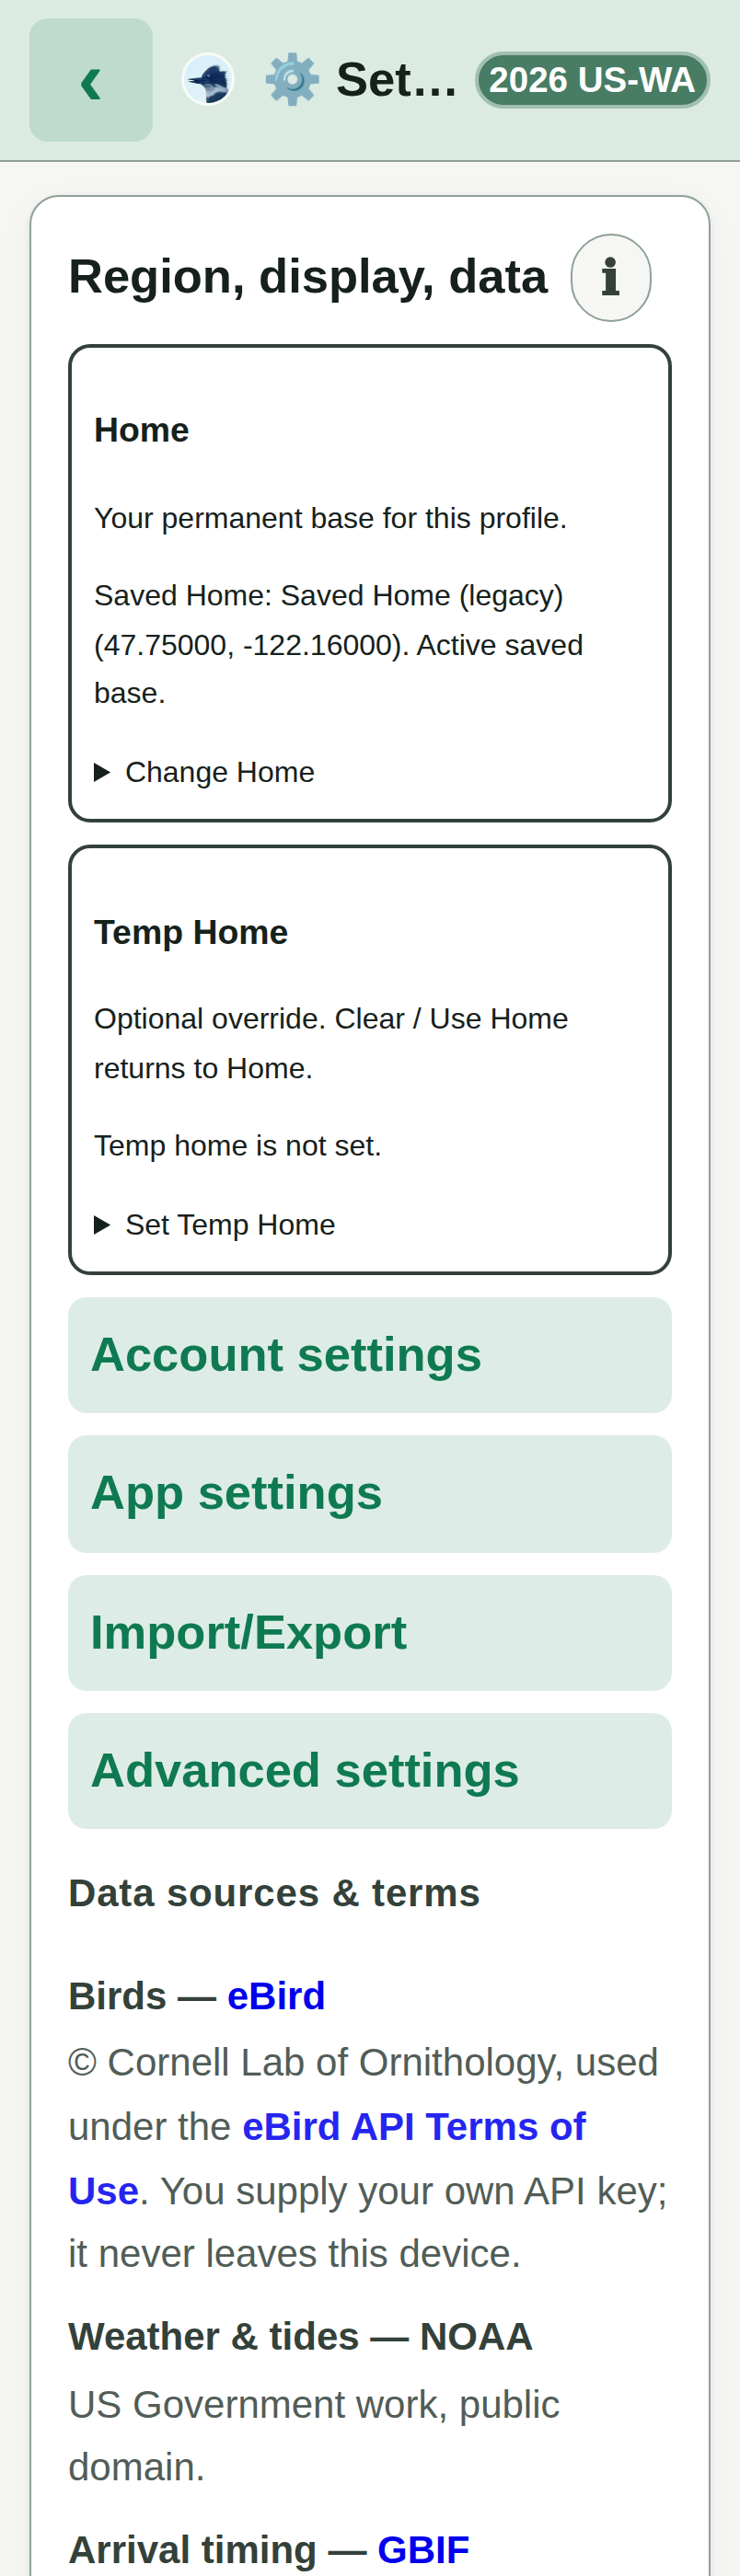 ‹ ⚙️ Set… 2026 US-WA
Region, display, data ℹ
Home
Your permanent base for this profile.
Saved Home: Saved Home (legacy)
(47.75000, -122.16000). Active saved
base.
▶ Change Home
Temp Home
Optional override. Clear / Use Home
returns to Home.
Temp home is not set.
▶ Set Temp Home
Account settings
App settings
Import/Export
Advanced settings
Data sources & terms
Birds — eBird
© Cornell Lab of Ornithology, used
under the eBird API Terms of
Use. You supply your own API key;
it never leaves this device.
Weather & tides — NOAA
US Government work, public
domain.
Arrival timing — GBIF